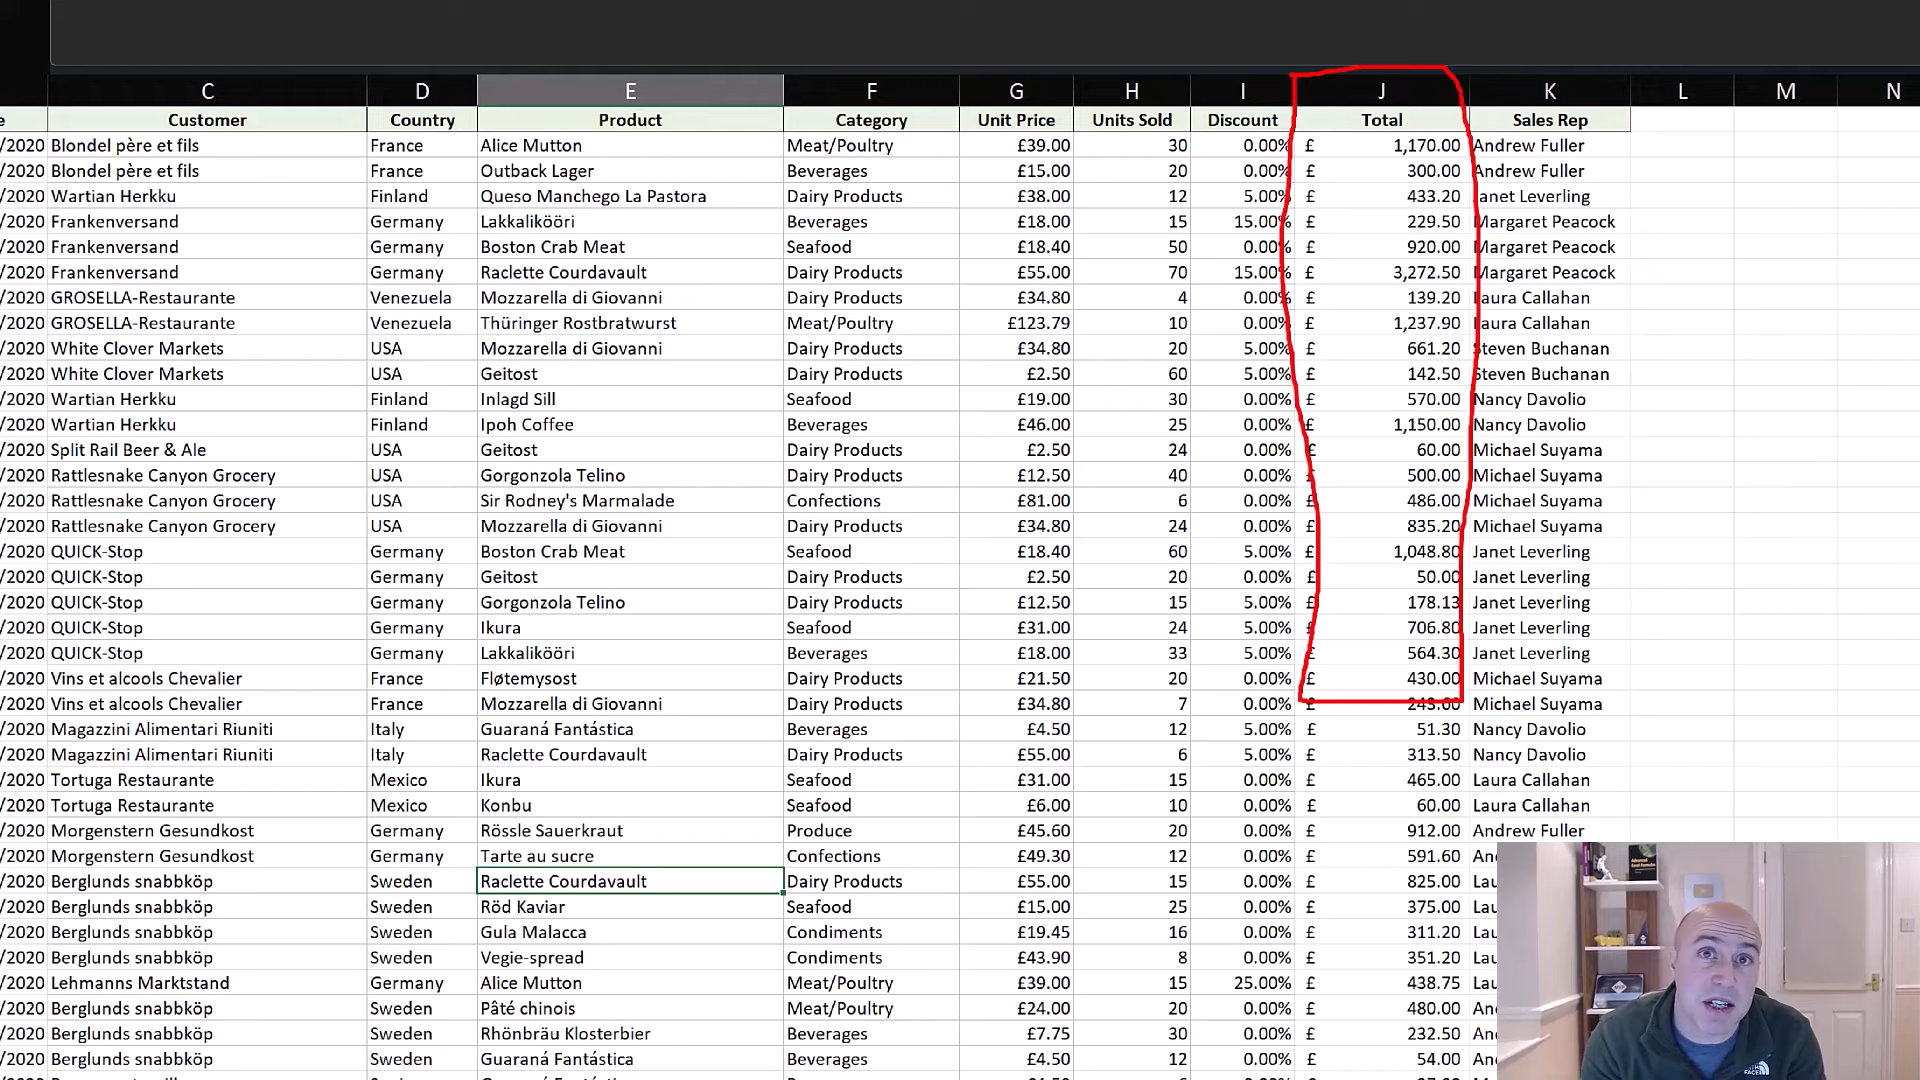 C D E F G H I J K L M N
e Customer Country Product Category Unit Price Units Sold Discount Total Sales Rep
/2020 Blondel père et fils France Alice Mutton Meat/Poultry £39.00 30 0.00% £ 1,170.00 Andrew Fuller
/2020 Blondel père et fils France Outback Lager Beverages £15.00 20 0.00% £ 300.00 Andrew Fuller
/2020 Wartian Herkku Finland Queso Manchego La Pastora Dairy Products £38.00 12 5.00% £ 433.20 Janet Leverling
/2020 Frankenversand Germany Lakkalikööri Beverages £18.00 15 15.00% £ 229.50 Margaret Peacock
/2020 Frankenversand Germany Boston Crab Meat Seafood £18.40 50 0.00% £ 920.00 Margaret Peacock
/2020 Frankenversand Germany Raclette Courdavault Dairy Products £55.00 70 15.00% £ 3,272.50 Margaret Peacock
/2020 GROSELLA-Restaurante Venezuela Mozzarella di Giovanni Dairy Products £34.80 4 0.00% £ 139.20 Laura Callahan
/2020 GROSELLA-Restaurante Venezuela Thüringer Rostbratwurst Meat/Poultry £123.79 10 0.00% £ 1,237.90 Laura Callahan
/2020 White Clover Markets USA Mozzarella di Giovanni Dairy Products £34.80 20 5.00% £ 661.20 Steven Buchanan
/2020 White Clover Markets USA Geitost Dairy Products £2.50 60 5.00% £ 142.50 Steven Buchanan
/2020 Wartian Herkku Finland Inlagd Sill Seafood £19.00 30 0.00% £ 570.00 Nancy Davolio
/2020 Wartian Herkku Finland Ipoh Coffee Beverages £46.00 25 0.00% £ 1,150.00 Nancy Davolio
/2020 Split Rail Beer & Ale USA Geitost Dairy Products £2.50 24 0.00% £ 60.00 Michael Suyama
/2020 Rattlesnake Canyon Grocery USA Gorgonzola Telino Dairy Products £12.50 40 0.00% £ 500.00 Michael Suyama
/2020 Rattlesnake Canyon Grocery USA Sir Rodney's Marmalade Confections £81.00 6 0.00% £ 486.00 Michael Suyama
/2020 Rattlesnake Canyon Grocery USA Mozzarella di Giovanni Dairy Products £34.80 24 0.00% £ 835.20 Michael Suyama
/2020 QUICK-Stop Germany Boston Crab Meat Seafood £18.40 60 5.00% £ 1,048.80 Janet Leverling
/2020 QUICK-Stop Germany Geitost Dairy Products £2.50 20 0.00% £ 50.00 Janet Leverling
/2020 QUICK-Stop Germany Gorgonzola Telino Dairy Products £12.50 15 5.00% £ 178.13 Janet Leverling
/2020 QUICK-Stop Germany Ikura Seafood £31.00 24 5.00% £ 706.80 Janet Leverling
/2020 QUICK-Stop Germany Lakkalikööri Beverages £18.00 33 5.00% £ 564.30 Janet Leverling
/2020 Vins et alcools Chevalier France Fløtemysost Dairy Products £21.50 20 0.00% £ 430.00 Michael Suyama
/2020 Vins et alcools Chevalier France Mozzarella di Giovanni Dairy Products £34.80 7 0.00% £ 243.60 Michael Suyama
/2020 Magazzini Alimentari Riuniti Italy Guaraná Fantástica Beverages £4.50 12 5.00% £ 51.30 Nancy Davolio
/2020 Magazzini Alimentari Riuniti Italy Raclette Courdavault Dairy Products £55.00 6 5.00% £ 313.50 Nancy Davolio
/2020 Tortuga Restaurante Mexico Ikura Seafood £31.00 15 0.00% £ 465.00 Laura Callahan
/2020 Tortuga Restaurante Mexico Konbu Seafood £6.00 10 0.00% £ 60.00 Laura Callahan
/2020 Morgenstern Gesundkost Germany Rössle Sauerkraut Produce £45.60 20 0.00% £ 912.00 Andrew Fuller
/2020 Morgenstern Gesundkost Germany Tarte au sucre Confections £49.30 12 0.00% £ 591.60 An
/2020 Berglunds snabbköp Sweden Raclette Courdavault Dairy Products £55.00 15 0.00% £ 825.00 Lau
/2020 Berglunds snabbköp Sweden Röd Kaviar Seafood £15.00 25 0.00% £ 375.00 Lau
/2020 Berglunds snabbköp Sweden Gula Malacca Condiments £19.45 16 0.00% £ 311.20 Lau
/2020 Berglunds snabbköp Sweden Vegie-spread Condiments £43.90 8 0.00% £ 351.20 Lau
/2020 Lehmanns Marktstand Germany Alice Mutton Meat/Poultry £39.00 15 25.00% £ 438.75 Lau
/2020 Berglunds snabbköp Sweden Pâté chinois Meat/Poultry £24.00 20 0.00% £ 480.00 An
/2020 Berglunds snabbköp Sweden Rhönbräu Klosterbier Beverages £7.75 30 0.00% £ 232.50 An
/2020 Berglunds snabbköp Sweden Guaraná Fantástica Beverages £4.50 12 0.00% £ 54.00 An